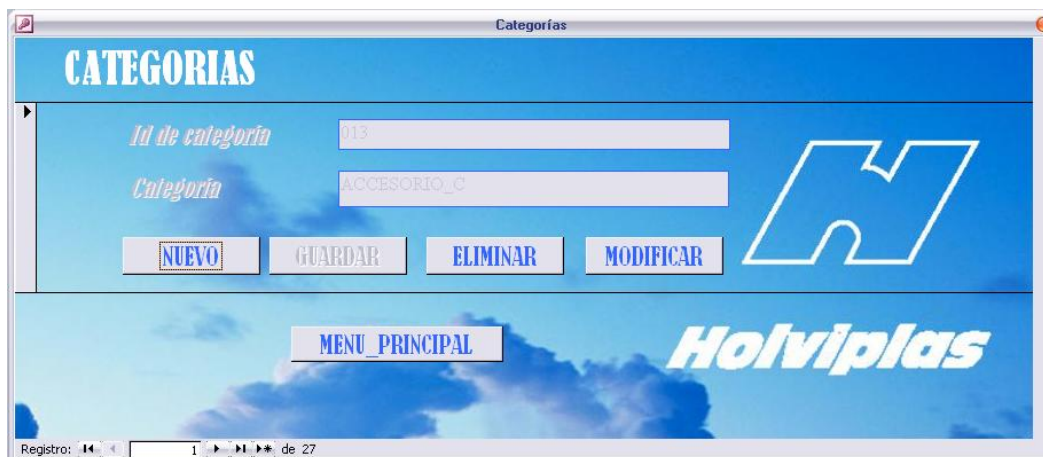 Categorías
CATEGORIAS
Id de categoria 013
Categoria ACCESORIO_C
NUEVO GUARDAR ELIMINAR MODIFICAR
MENU_PRINCIPAL
Holviplas
Registro: 1 de 27